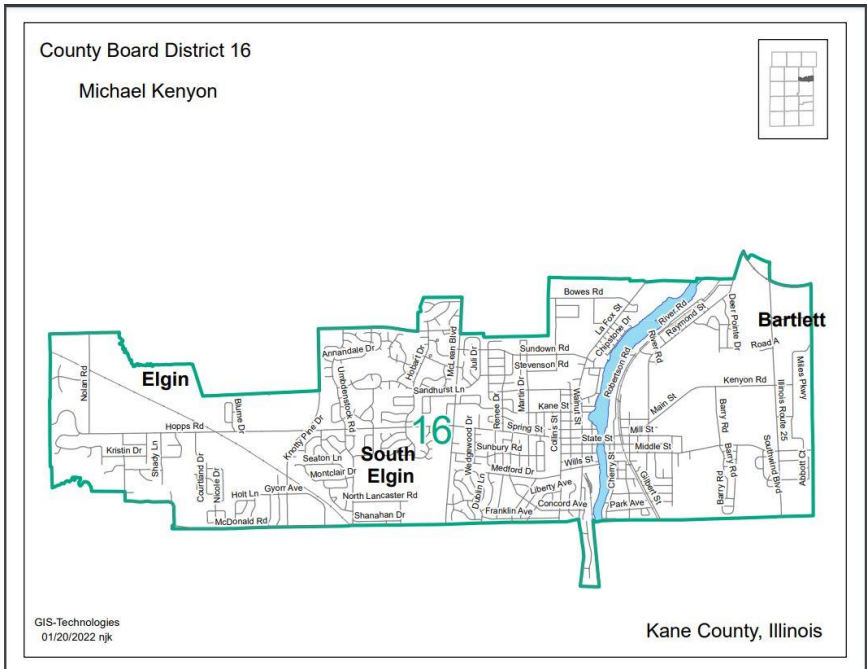 County Board District 16
Michael Kenyon
Bowes Rd
La Fox St
Chipstone Dr
River Rd
Raymond St
Deer Pointe Dr
Bartlett
Road A
River Rd
Robertson Rd
Annandale Dr
Hobart Dr
McLean Blvd
Juli Dr
Sundown Rd
Stevenson Rd
Nolan Rd
Elgin
Umbdenstock Rd
Sandhurst Ln
Martin Dr
Walnut St
Main St
Kenyon Rd
Miles Pkwy
Illinois Route 25
Blume Dr
Renee Dr
Kane St
Collins St
Barry Rd
Hopps Rd
Knotty Pine Dr
16
Wedgewood Dr
Spring St
State St
Mill St
Middle St
Kristin Dr
Shady Ln
South
Elgin
Sunbury Rd
Seaton Ln
Medford Dr
Wills St
Cherry St
Gilbert St
Barry Rd
Barry Rd
Southwind Blvd
Abbott Ct
Courtland Dr
Nicole Dr
Montclair Dr
Holt Ln
Gyorr Ave
North Lancaster Rd
Dublin Ln
Liberty Ave
Concord Ave
Park Ave
McDonald Rd
Shanahan Dr
Franklin Ave
GIS-Technologies
01/20/2022 njk
Kane County, Illinois